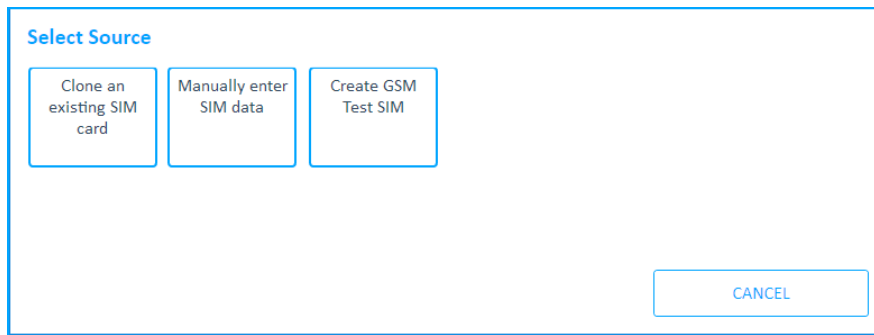 Select Source
Clone an
existing SIM
card
Manually enter
SIM data
Create GSM
Test SIM
CANCEL